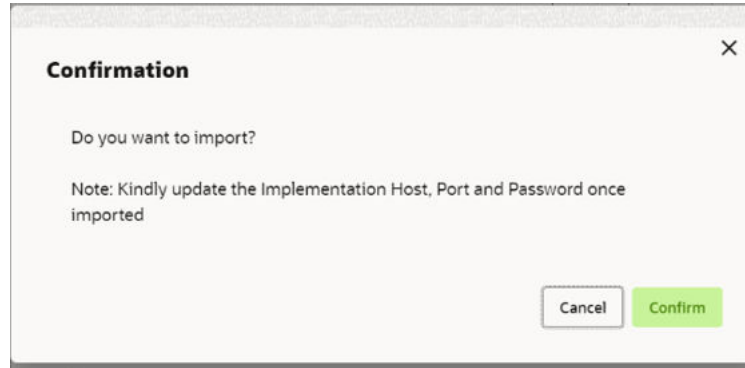 Confirmation
Do you want to import?
Note: Kindly update the Implementation Host, Port and Password once
imported
Cancel
Confirm